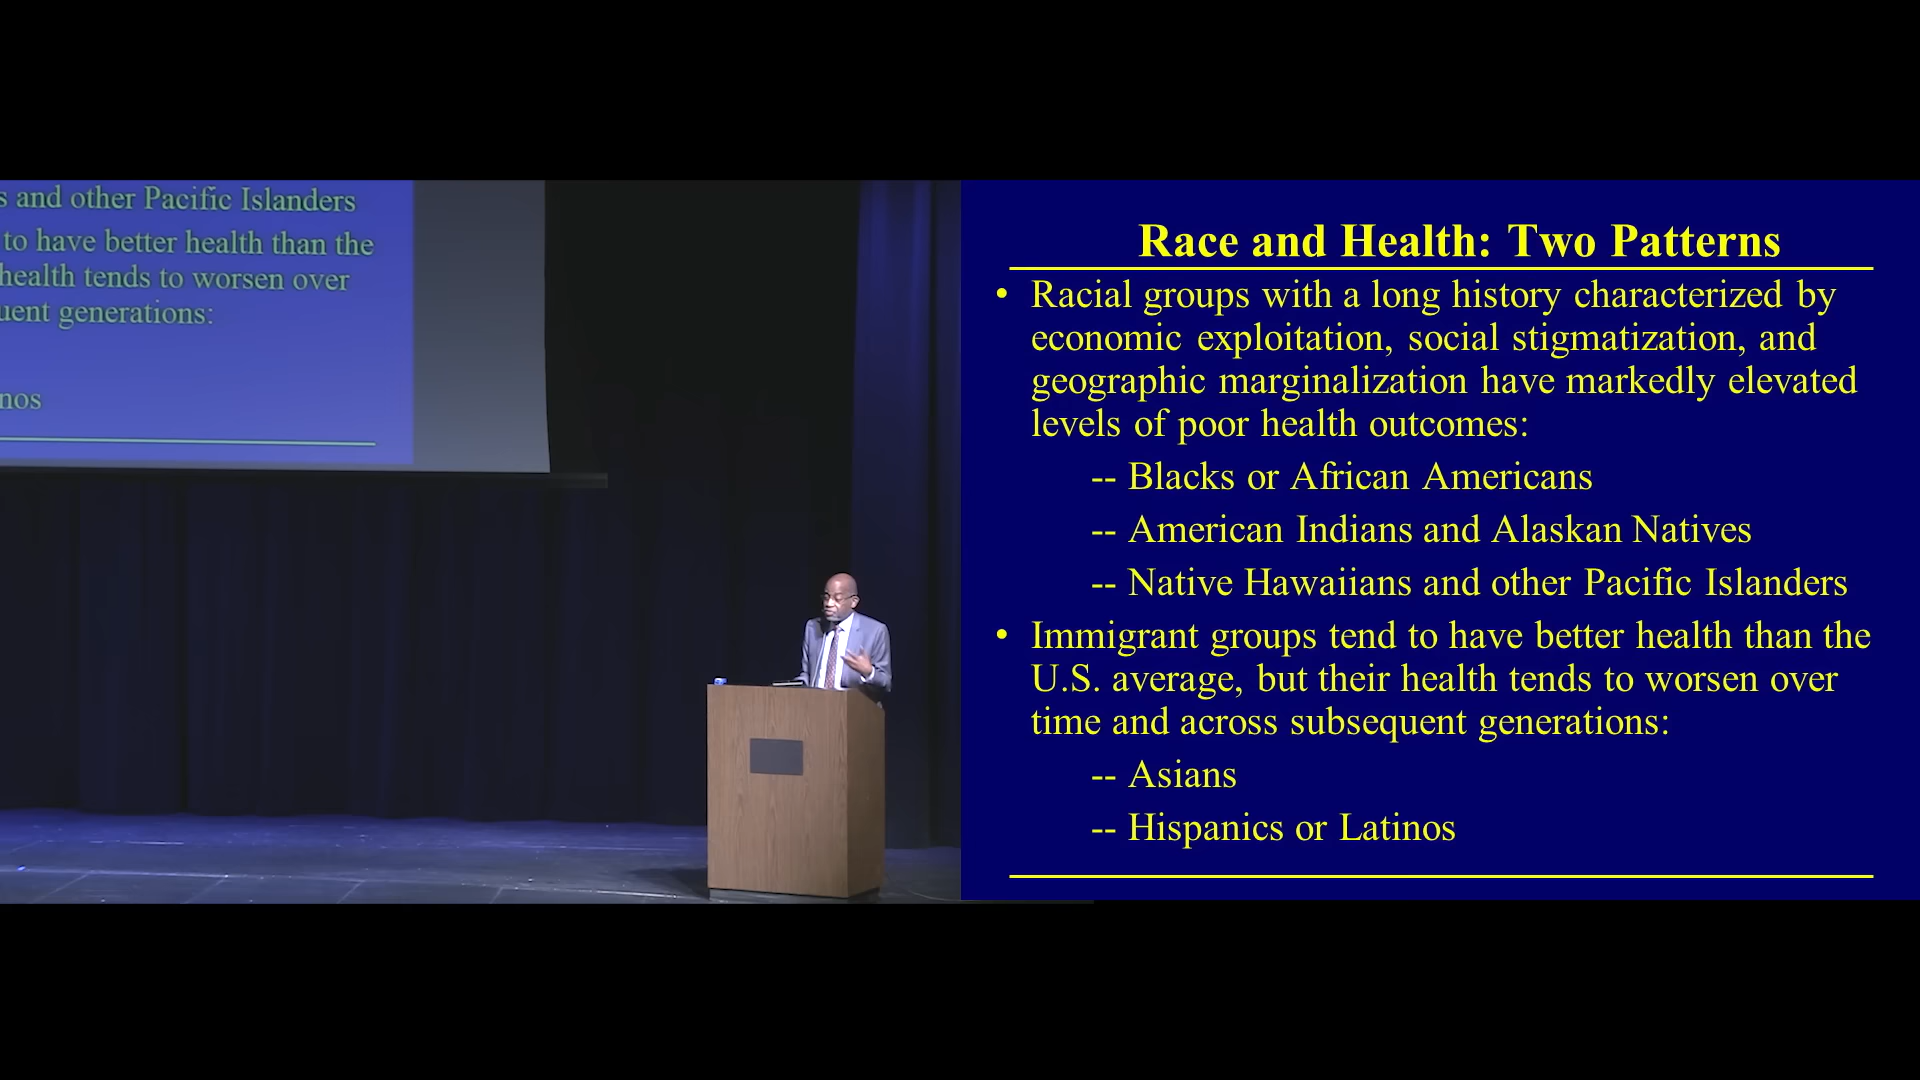 s and other Pacific Islanders
to have better health than the
health tends to worsen over
uent generations:
nos
Race and Health: Two Patterns
• Racial groups with a long history characterized by
economic exploitation, social stigmatization, and
geographic marginalization have markedly elevated
levels of poor health outcomes:
-- Blacks or African Americans
-- American Indians and Alaskan Natives
-- Native Hawaiians and other Pacific Islanders
• Immigrant groups tend to have better health than the
U.S. average, but their health tends to worsen over
time and across subsequent generations:
-- Asians
-- Hispanics or Latinos